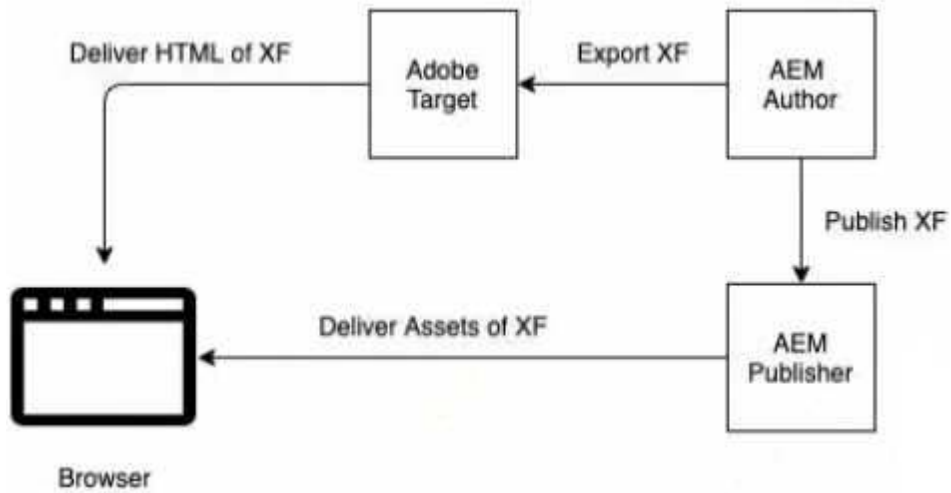 Deliver HTML of XF
Adobe
Target
Export XF
AEM
Author
Publish XF
Deliver Assets of XF
AEM
Publisher
Browser